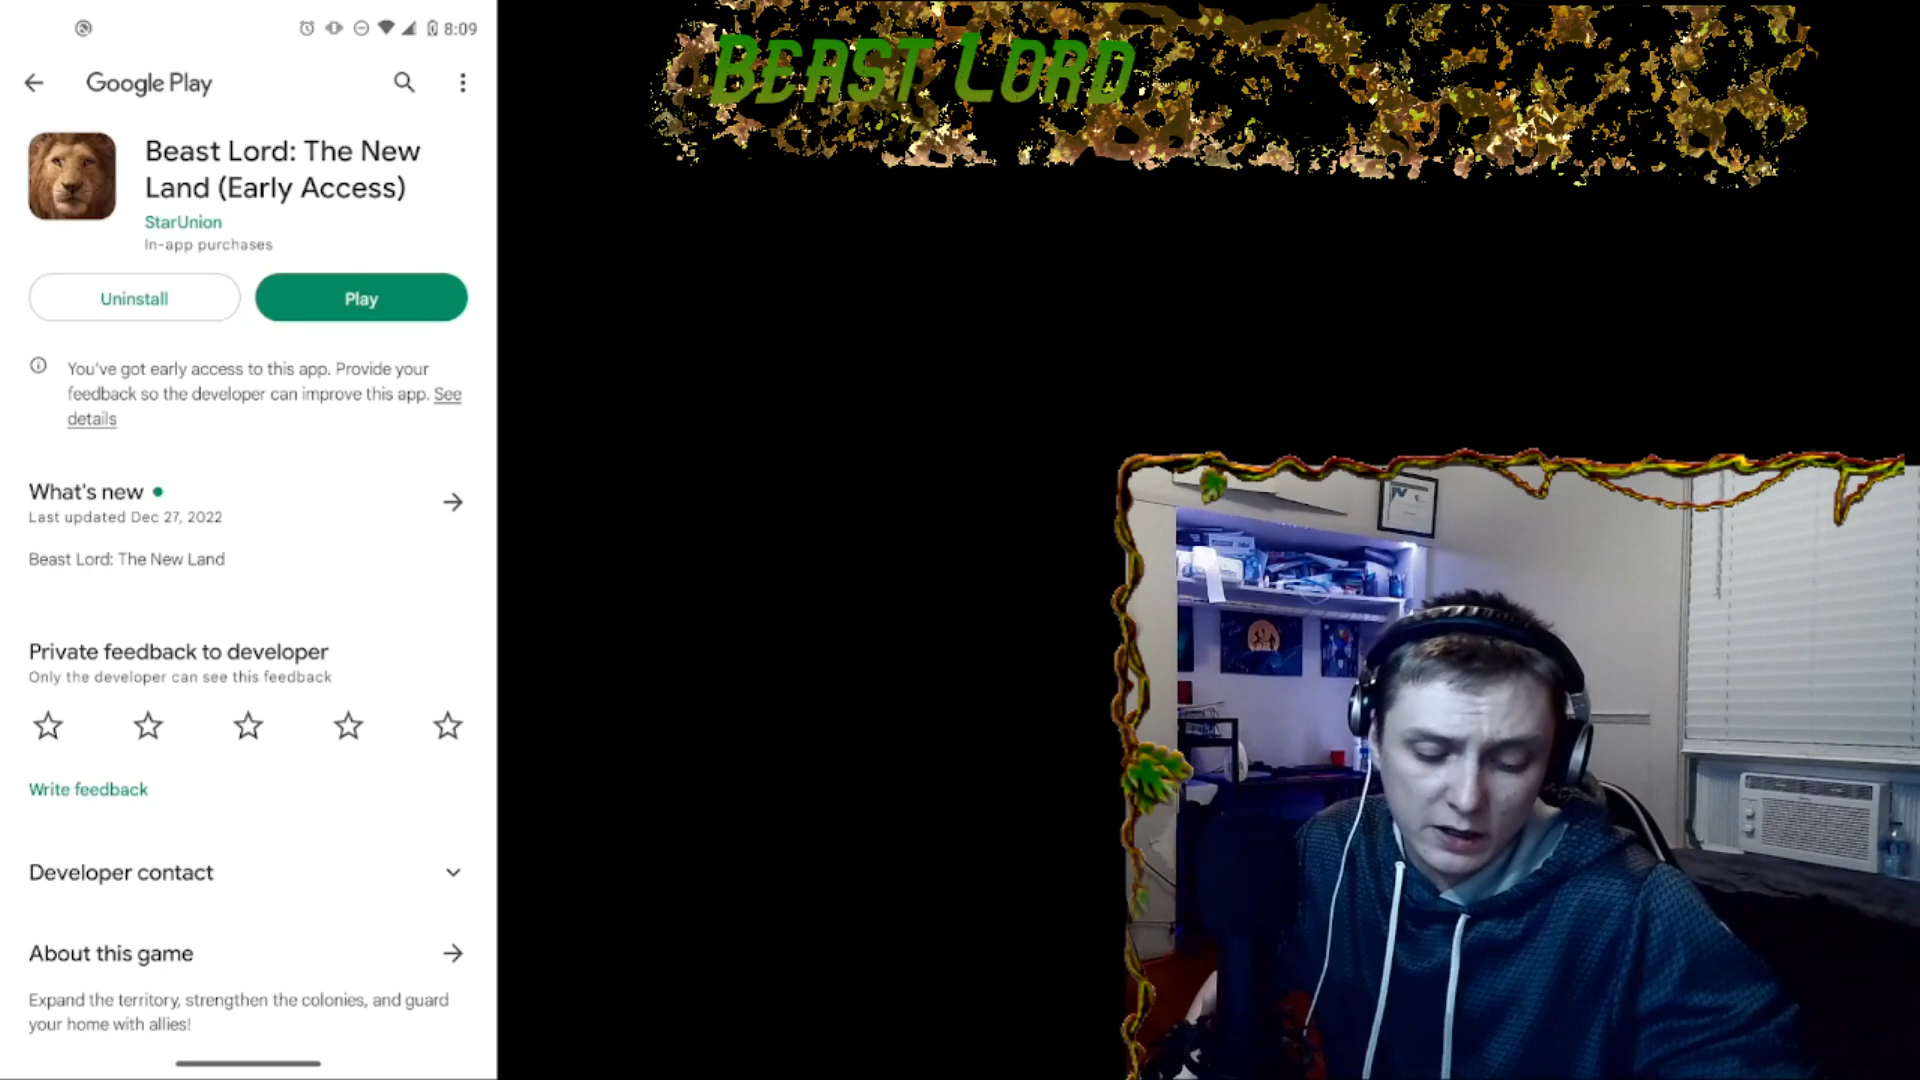 8:09
Google Play
Beast Lord: The New
Land (Early Access)
StarUnion
In-app purchases
Uninstall
Play
You've got early access to this app. Provide your
feedback so the developer can improve this app. See
details
What's new
Last updated Dec 27, 2022
Beast Lord: The New Land
Private feedback to developer
Only the developer can see this feedback
Write feedback
Developer contact
About this game
Expand the territory, strengthen the colonies, and guard
your home with allies!
BEAST LORD